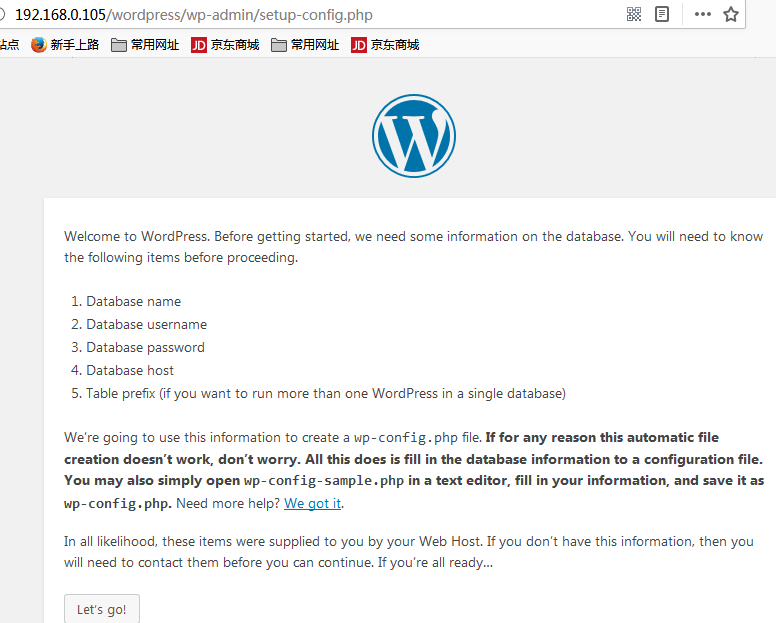 192.168.0.105/wordpress/wp-admin/setup-config.php
站点 新手上路 常用网址 JD 京东商城 常用网址 JD 京东商城
W
Welcome to WordPress. Before getting started, we need some information on the database. You will need to know
the following items before proceeding.
1. Database name
2. Database username
3. Database password
4. Database host
5. Table prefix (if you want to run more than one WordPress in a single database)
We're going to use this information to create a wp-config.php file. If for any reason this automatic file
creation doesn't work, don't worry. All this does is fill in the database information to a configuration file.
You may also simply open wp-config-sample.php in a text editor, fill in your information, and save it as
wp-config.php. Need more help? We got it.
In all likelihood, these items were supplied to you by your Web Host. If you don't have this information, then you
will need to contact them before you can continue. If you're all ready…
Let's go!